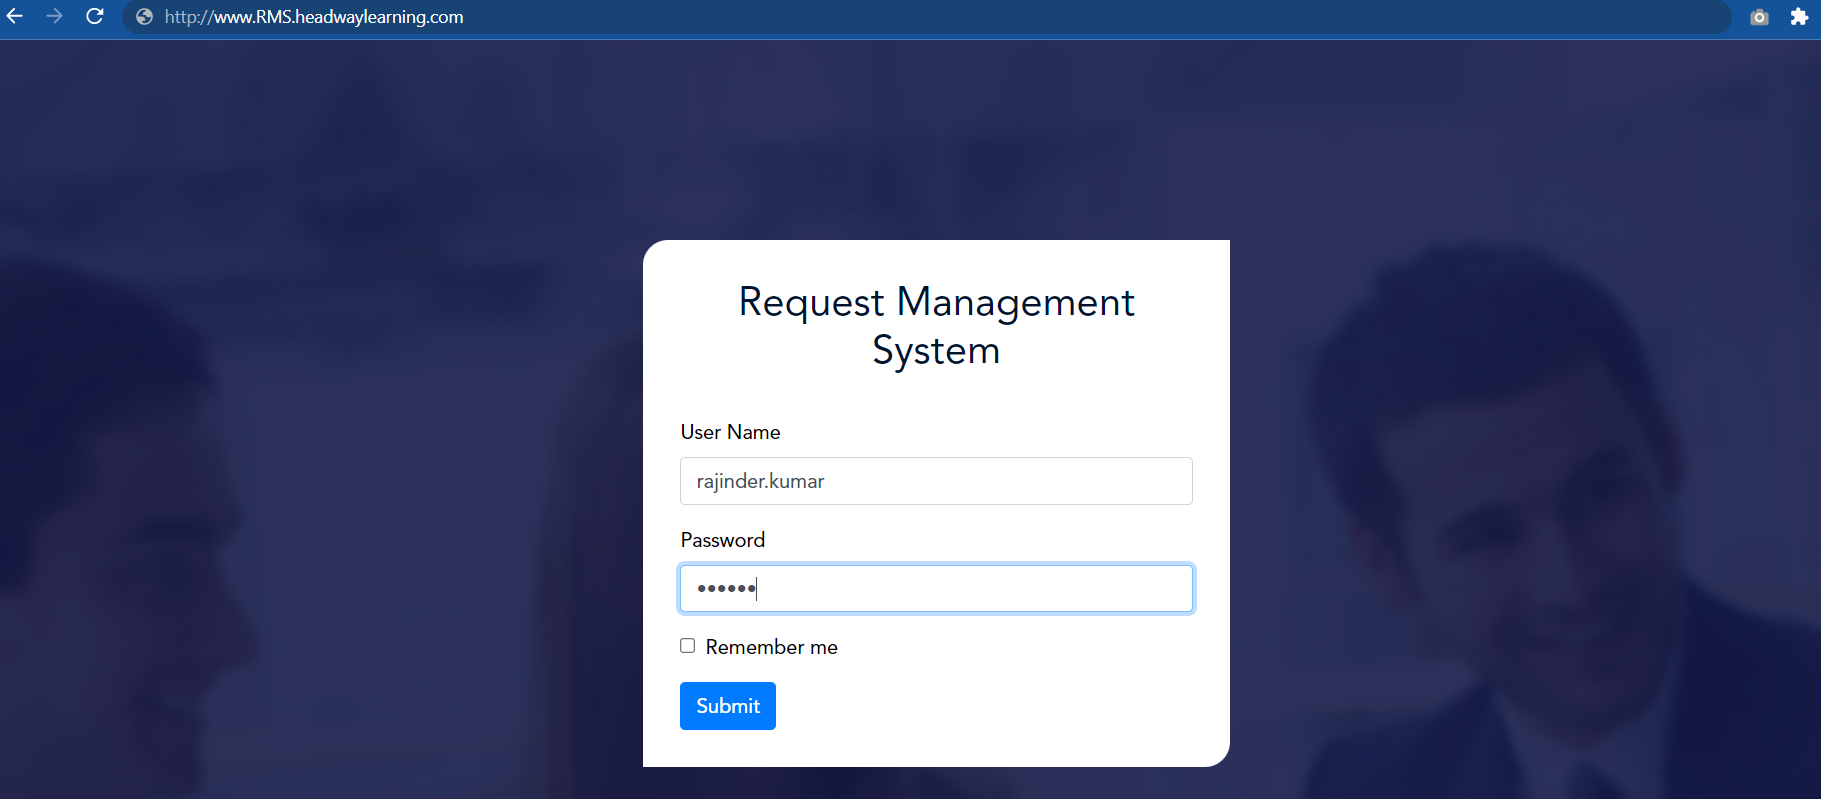 http://www.RMS.headwaylearning.com
Request Management
System
User Name
rajinder.kumar
Password
••••••
Remember me
Submit